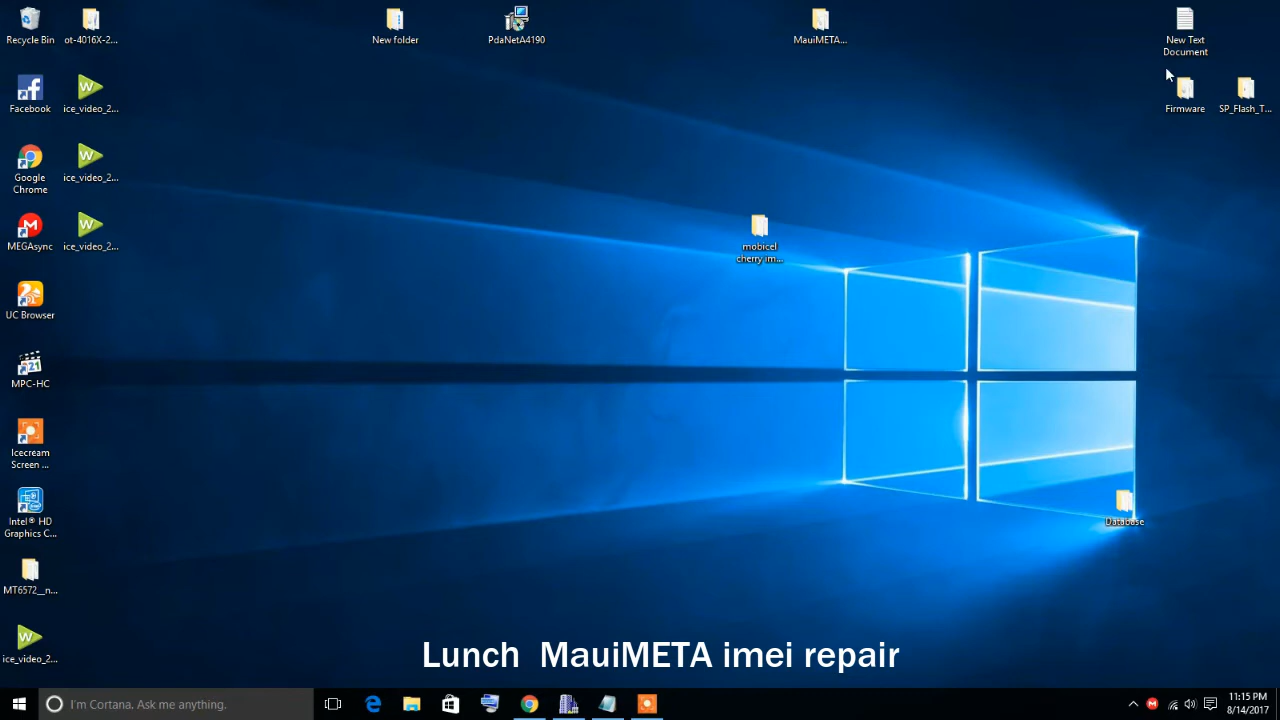 Recycle Bin
ot-4016X-2...
New folder
PdaNetA4190
MauiMETA...
New Text
Document
Facebook
ice_video_2...
Firmware
SP_Flash_T...
Google
Chrome
ice_video_2...
MEGAsync
ice_video_2...
mobicel
cherry im...
UC Browser
MPC-HC
21
Icecream
Screen ...
Intel® HD
Graphics C...
Database
MT6572__n...
ice_video_2...
Lunch MauiMETA imei repair
I'm Cortana. Ask me anything.
11:15 PM
8/14/2017